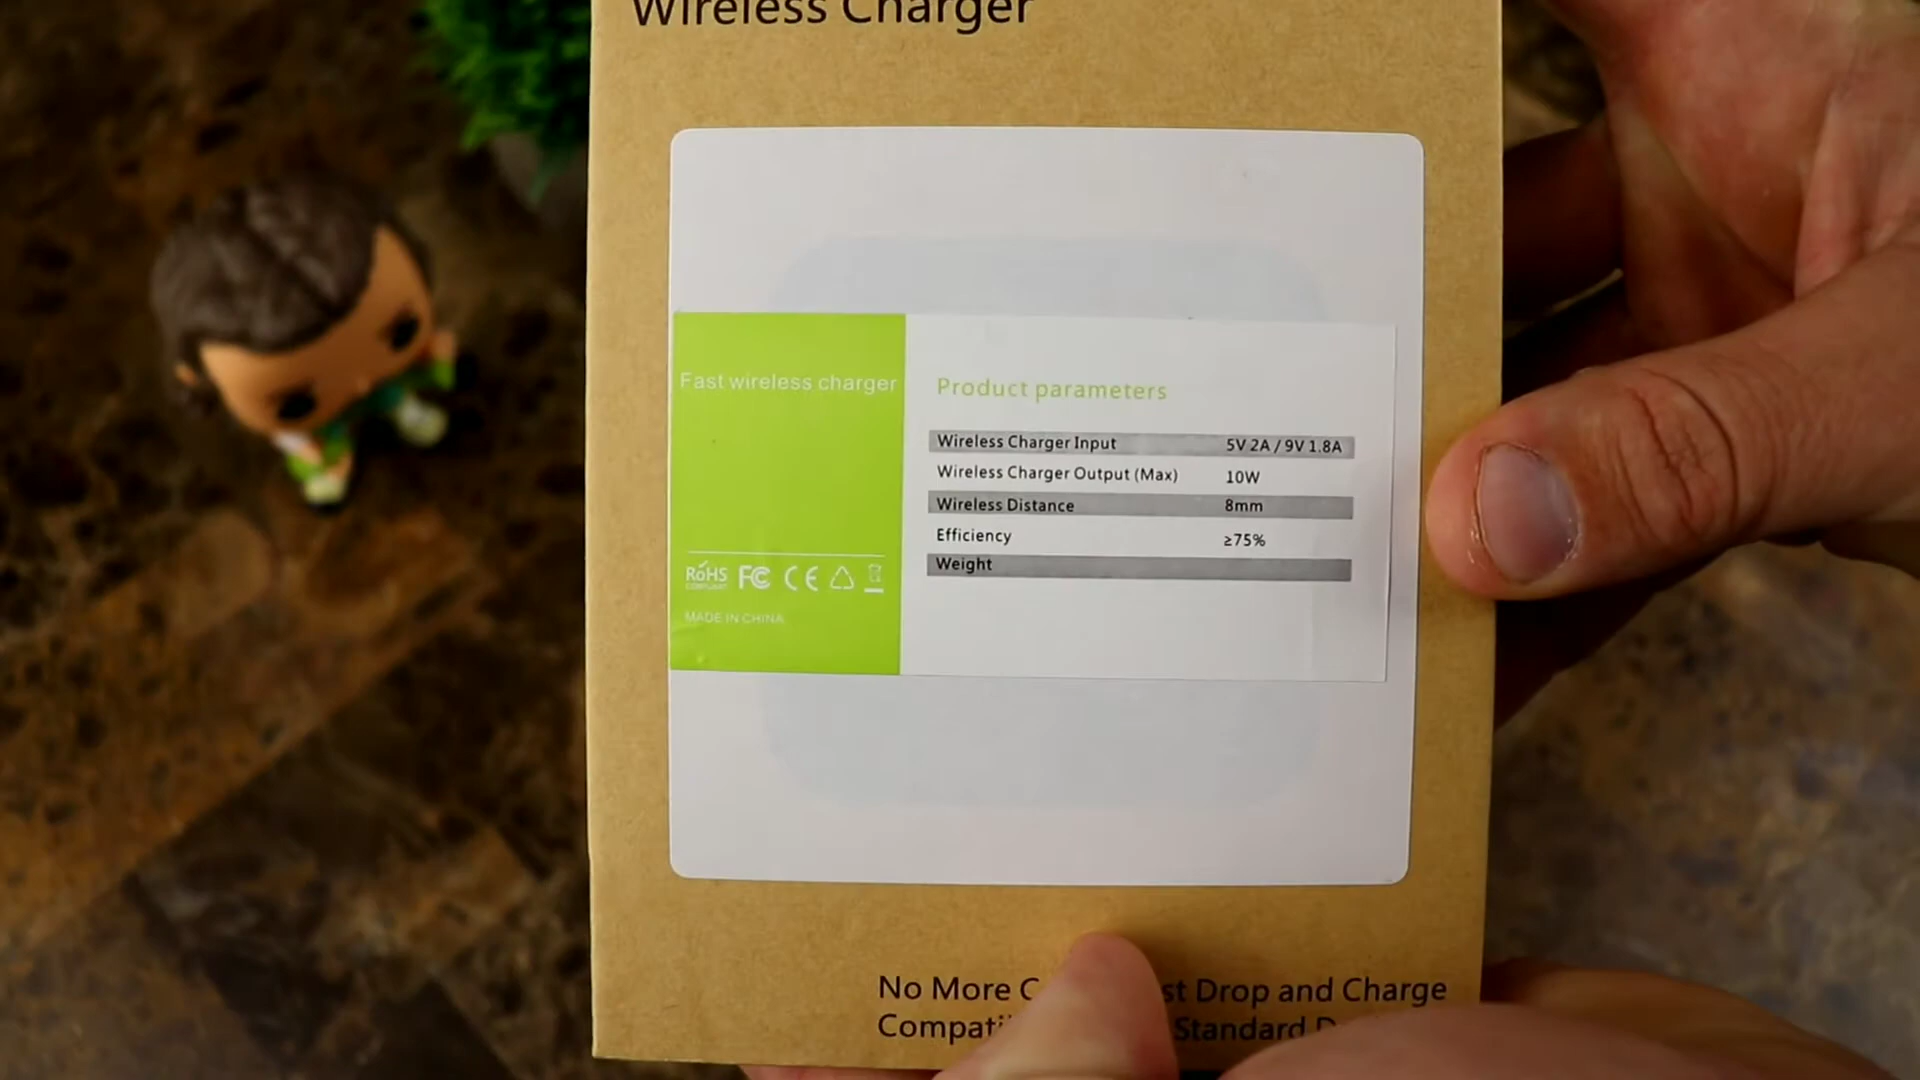 Wireless Charger
Fast wireless charger
RoHS
COMPLIANT
FC CE
MADE IN CHINA
Product parameters
Wireless Charger Input 5V 2A / 9V 1.8A
Wireless Charger Output (Max) 10W
Wireless Distance 8mm
Efficiency ≥75%
Weight
No More st Drop and Charge
Standard